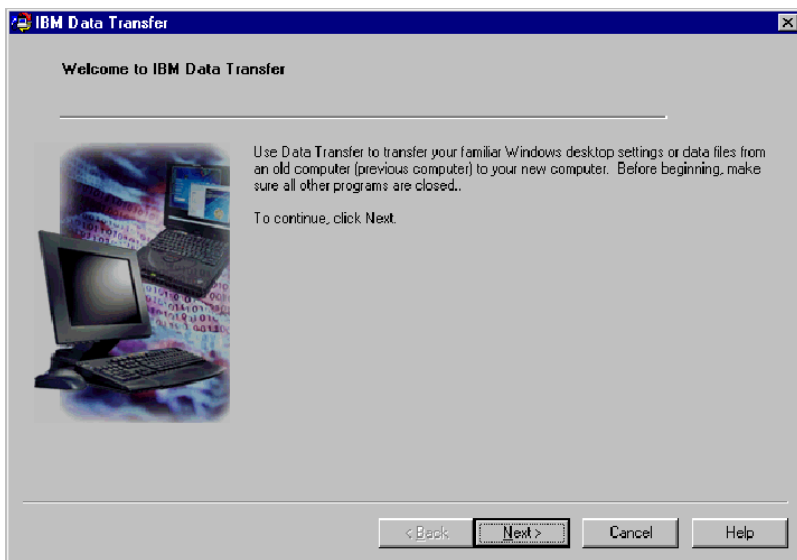 IBM Data Transfer
Welcome to IBM Data Transfer
Use Data Transfer to transfer your familiar Windows desktop settings or data files from
an old computer (previous computer) to your new computer. Before beginning, make
sure all other programs are closed..
To continue, click Next.
< Back
Next >
Cancel
Help